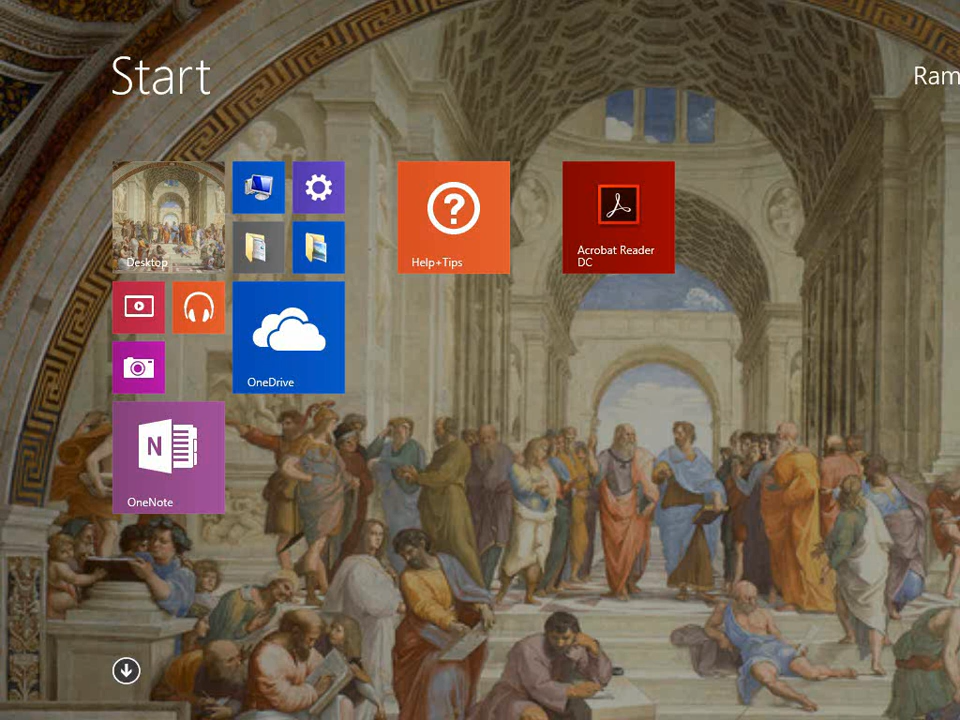 Start
Ram
Desktop
Help+Tips
Acrobat Reader
DC
OneDrive
N
OneNote